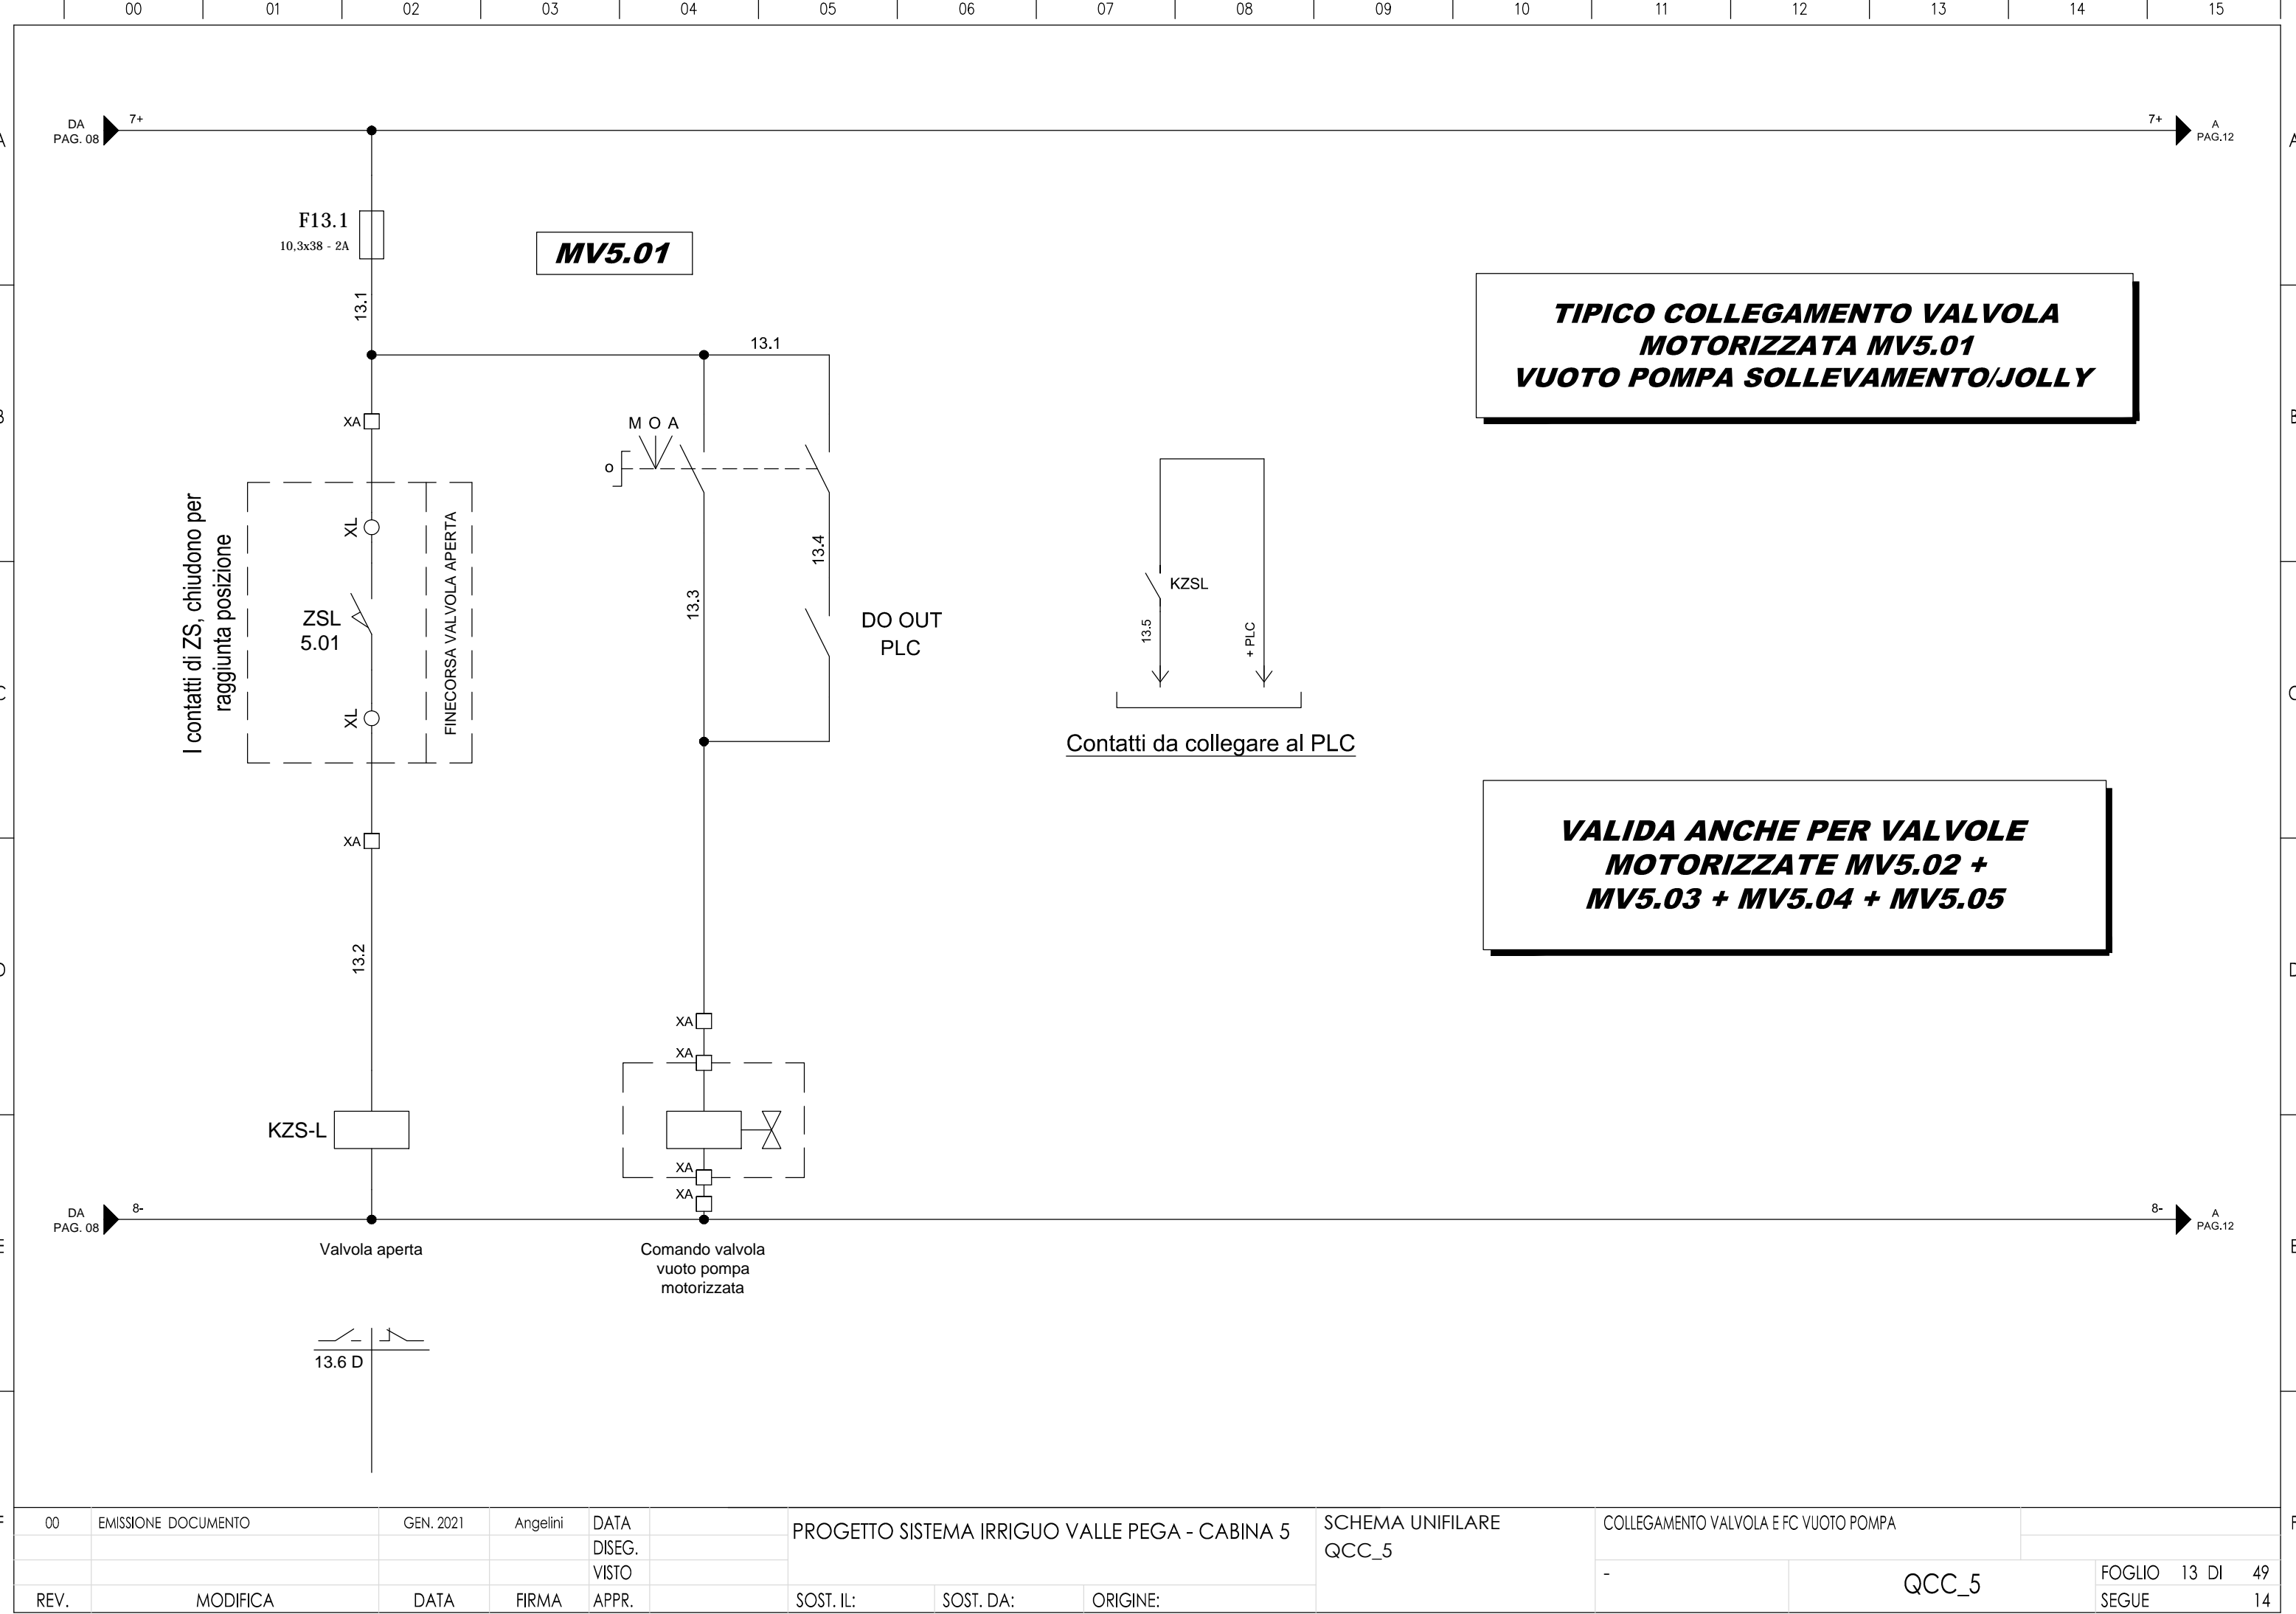 00 01 02 03 04 05 06 07 08 09 10 11 12 13 14 15
DA
PAG. 08
7+
7+
A
PAG.12
A
A
F13.1
10,3x38 - 2A
MV5.01
13.1
TIPICO COLLEGAMENTO VALVOLA
MOTORIZZATA MV5.01
VUOTO POMPA SOLLEVAMENTO/JOLLY
13.1
B
B
XA
M O A
o
I contatti di ZS, chiudono per
raggiunta posizione
XL
FINECORSA VALVOLA APERTA
ZSL
5.01
XL
13.3
13.4
DO OUT
PLC
KZSL
13.5
+ PLC
C
C
Contatti da collegare al PLC
XA
VALIDA ANCHE PER VALVOLE
MOTORIZZATE MV5.02 +
MV5.03 + MV5.04 + MV5.05
13.2
D
D
XA
XA
KZS-L
XA
XA
DA
PAG. 08
8-
8-
A
PAG.12
E
E
Valvola aperta
Comando valvola
vuoto pompa
motorizzata
13.6 D
F
F
00 EMISSIONE DOCUMENTO GEN. 2021 Angelini DATA
DISEG.
VISTO
REV. MODIFICA DATA FIRMA APPR.
PROGETTO SISTEMA IRRIGUO VALLE PEGA - CABINA 5
SOST. IL: SOST. DA: ORIGINE:
SCHEMA UNIFILARE
QCC_5
COLLEGAMENTO VALVOLA E FC VUOTO POMPA
-
QCC_5
FOGLIO 13 DI 49
SEGUE 14